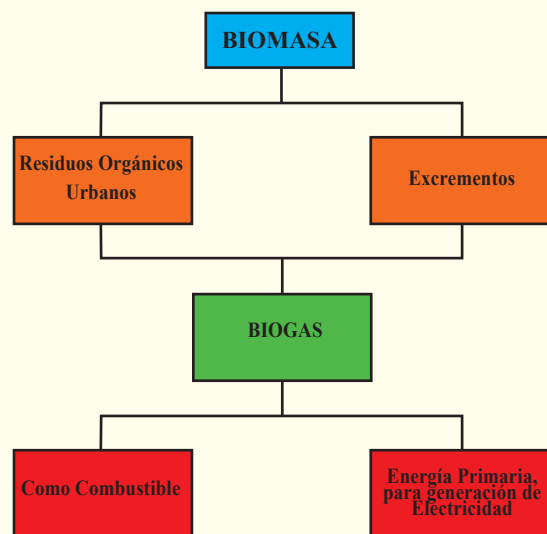 BIOMASA
Residuos Orgánicos
Urbanos
Excrementos
BIOGAS
Como Combustible
Energía Primaria,
para generación de
Electricidad